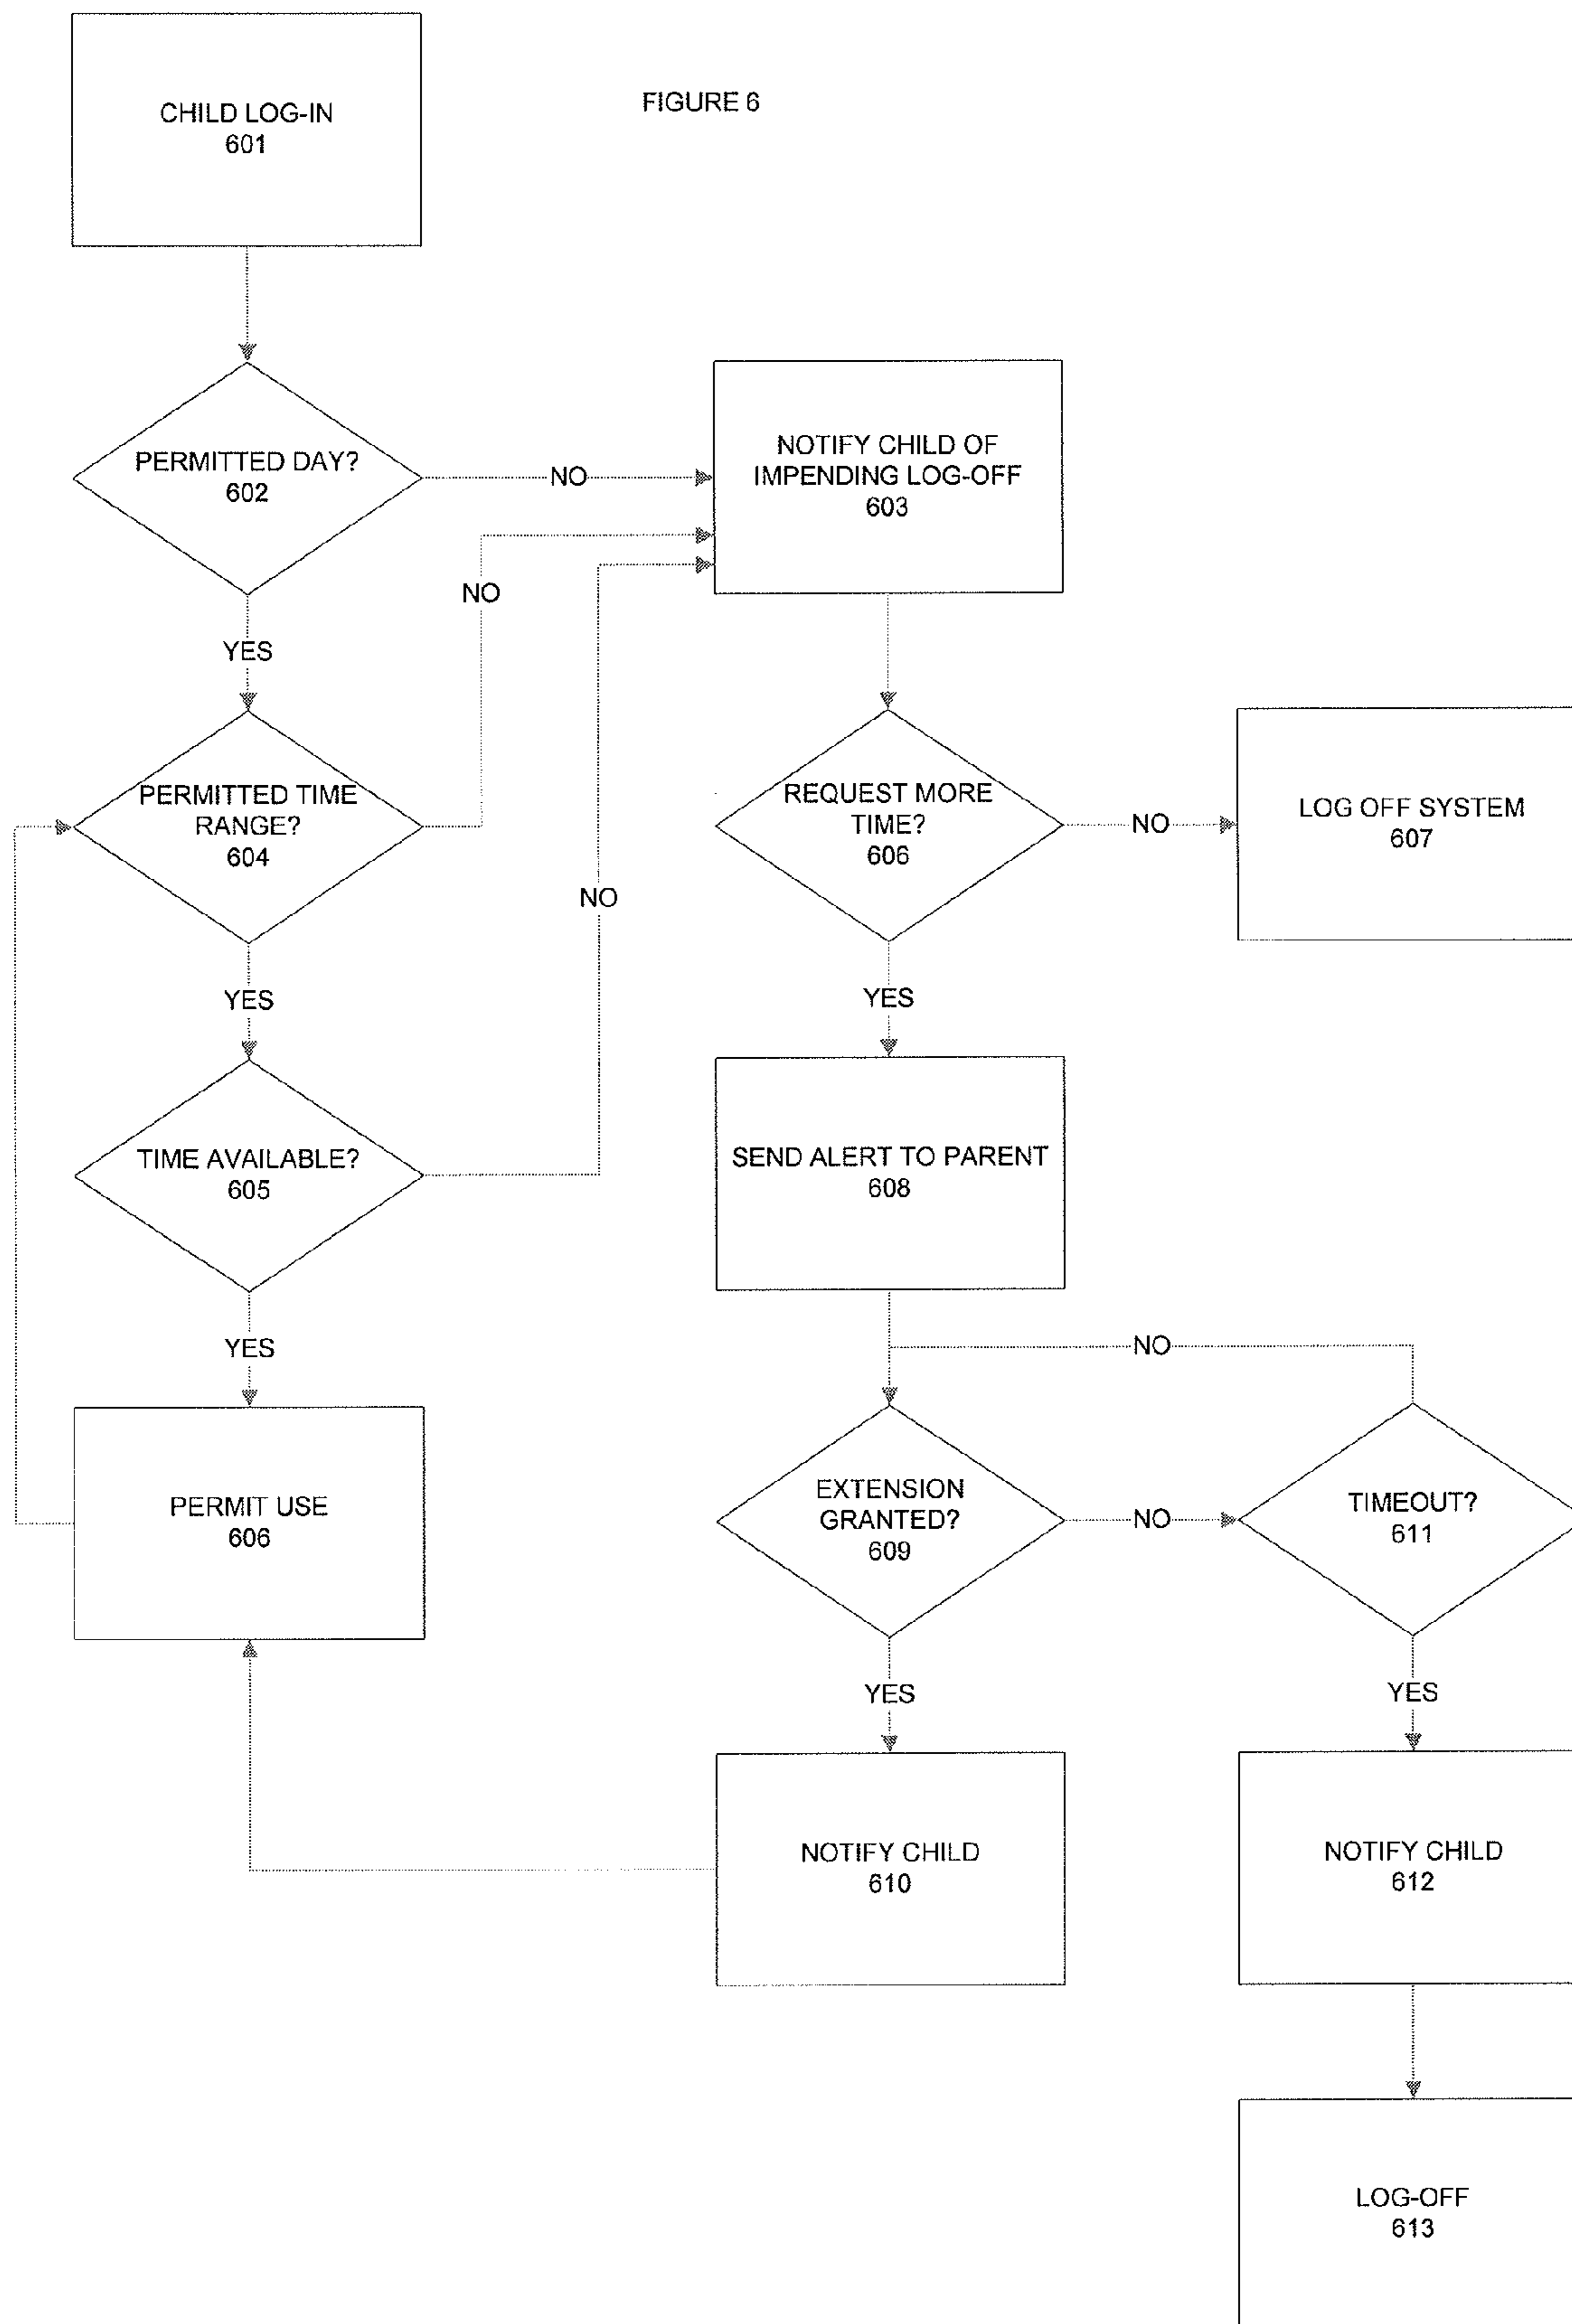 FIGURE 6
CHILD LOG-IN
601
PERMITTED DAY?
602
NO
NOTIFY CHILD OF
IMPENDING LOG-OFF
603
NO
YES
PERMITTED TIME
RANGE?
604
REQUEST MORE
TIME?
606
NO
LOG OFF SYSTEM
607
NO
YES
YES
TIME AVAILABLE?
605
SEND ALERT TO PARENT
608
YES
NO
PERMIT USE
606
EXTENSION
GRANTED?
609
NO
TIMEOUT?
611
YES
YES
NOTIFY CHILD
610
NOTIFY CHILD
612
LOG-OFF
613